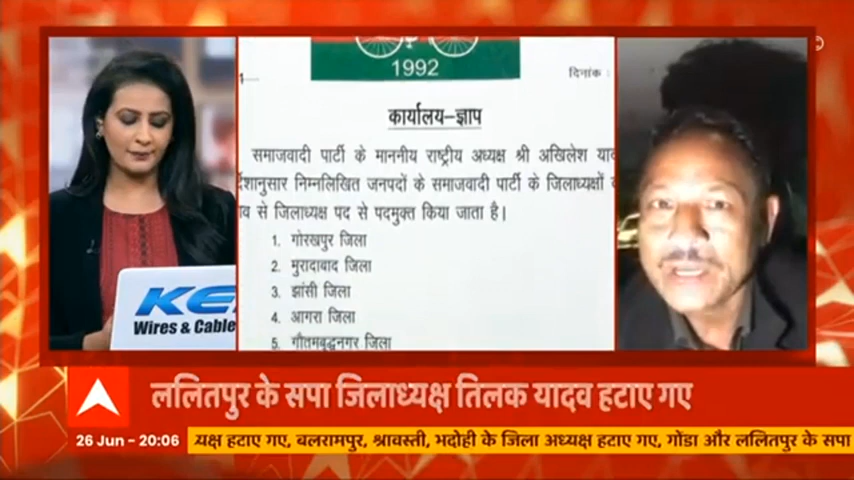 1992
दिनांक :
कार्यालय-ज्ञाप
समाजवादी पार्टी के माननीय राष्ट्रीय अध्यक्ष श्री अखिलेश याद
र्देशानुसार निम्नलिखित जनपदों के समाजवादी पार्टी के जिलाध्यक्षों
व से जिलाध्यक्ष पद से पदमुक्त किया जाता है।
1. गोरखपुर जिला
2. मुरादाबाद जिला
3. झांसी जिला
4. आगरा जिला
5. गौतमबुद्धनगर जिला
KE
Wires & Cable
ललितपुर के सपा जिलाध्यक्ष तिलक यादव हटाए गए
26 Jun - 20:06
यक्ष हटाए गए, बलरामपुर, श्रावस्ती, भदोही के जिला अध्यक्ष हटाए गए, गोंडा और ललितपुर के सपा